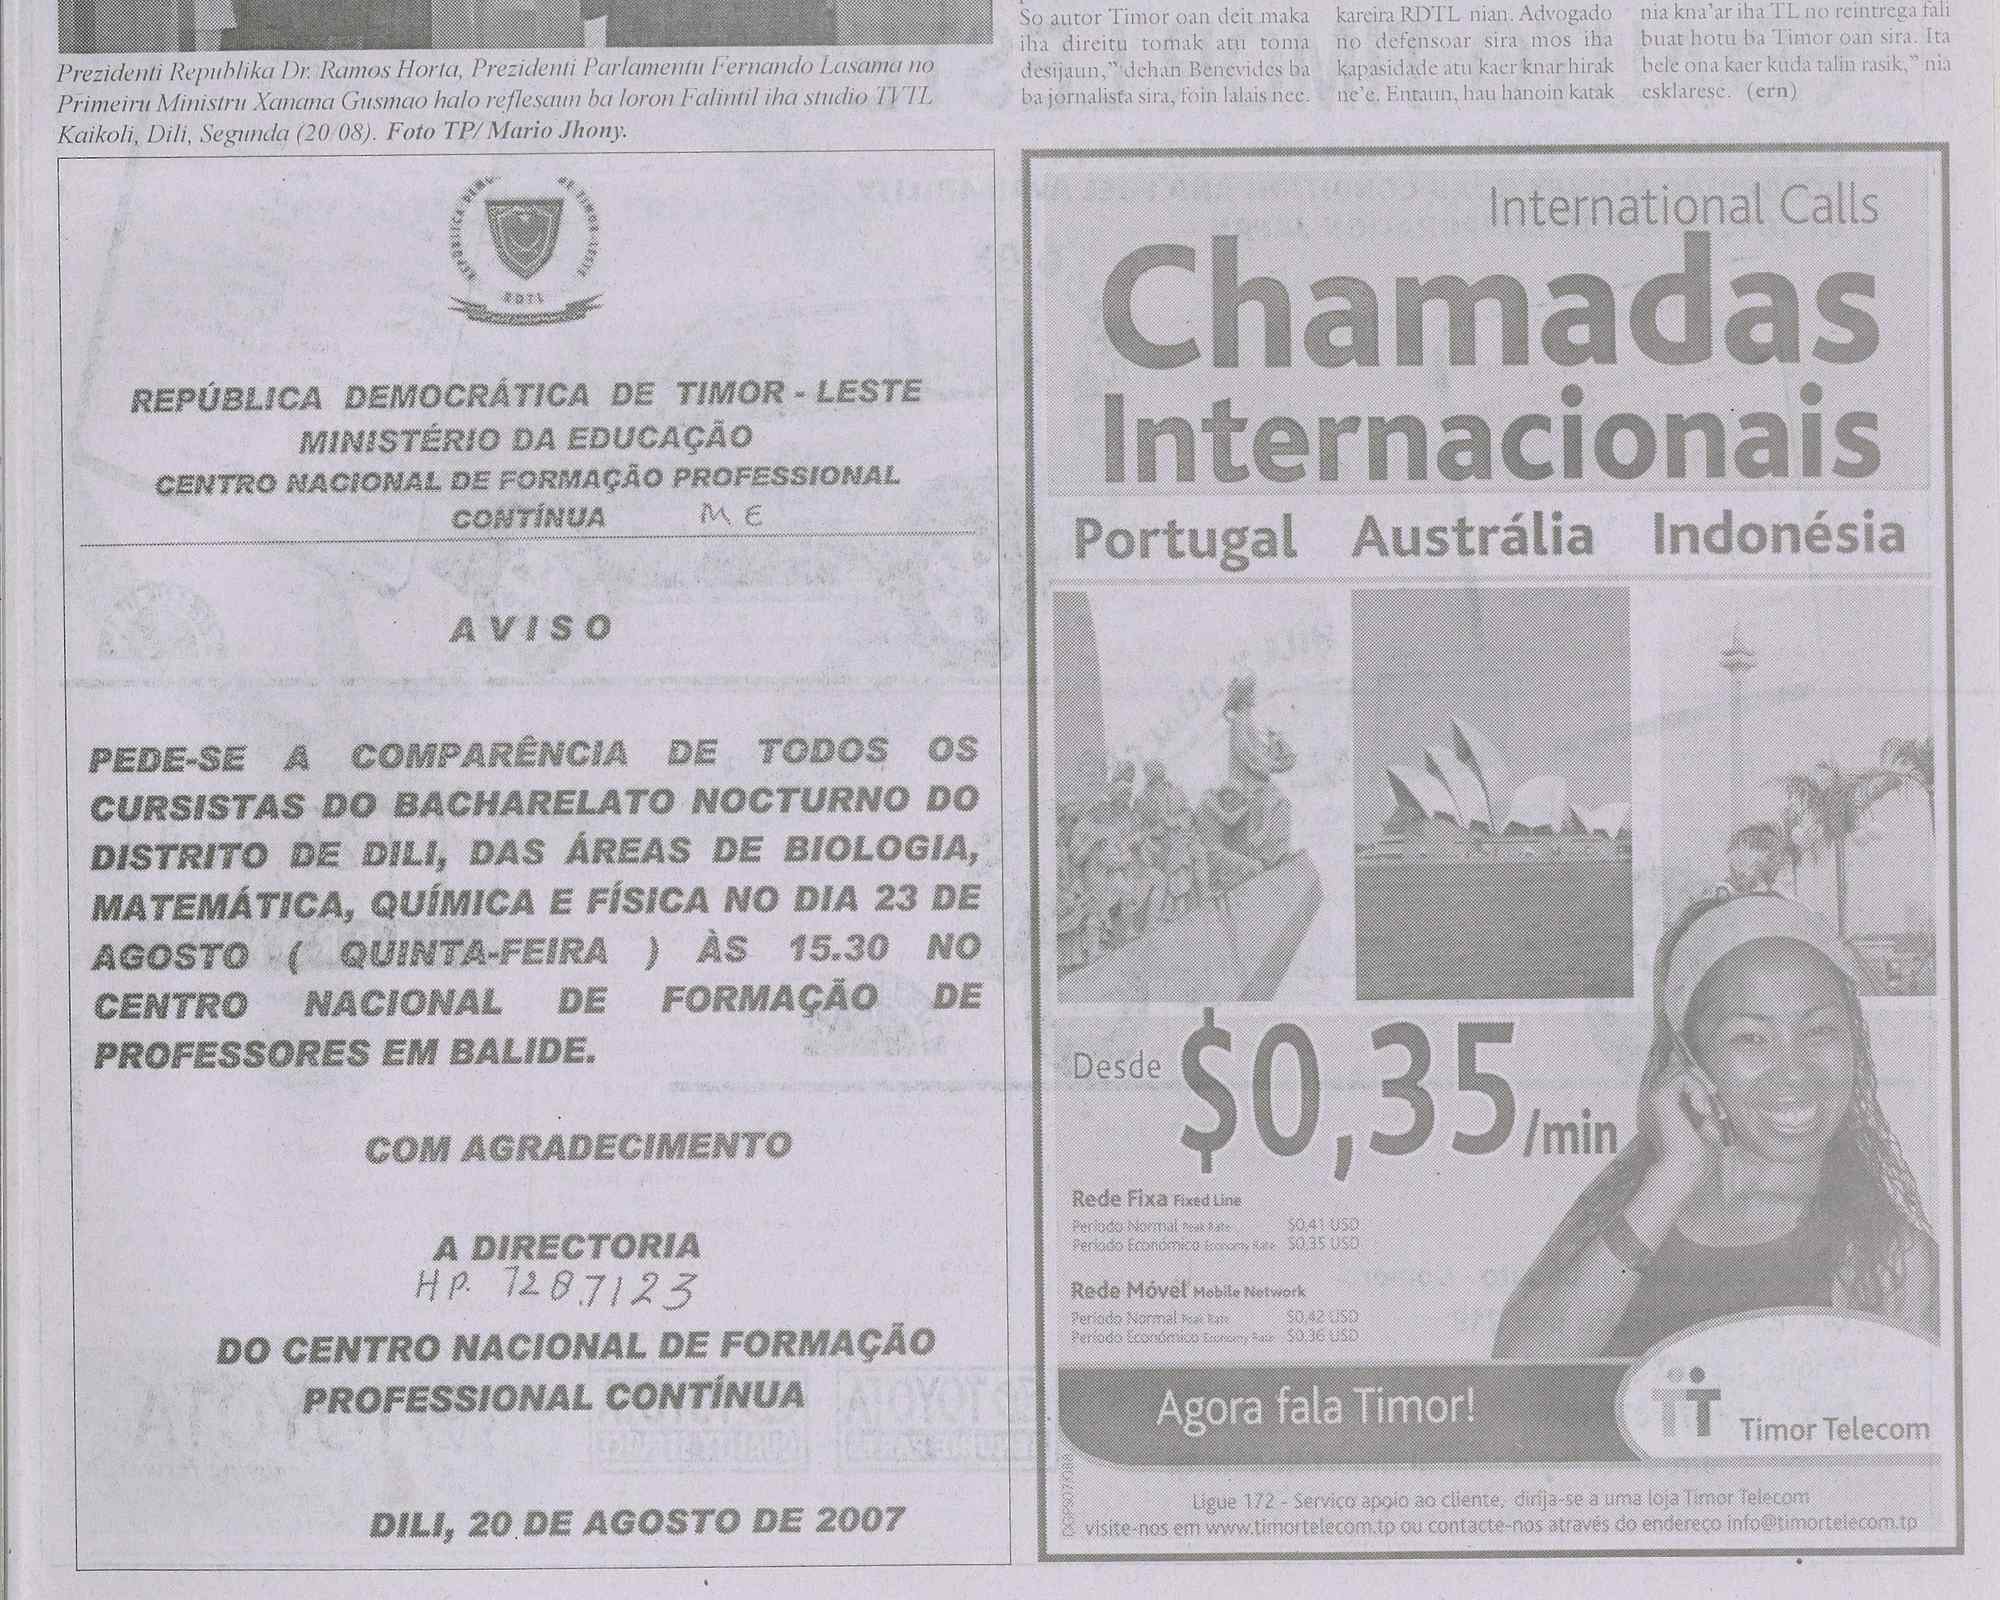 Prezidenti Republika Dr. Ramos Horta, Prezidenti Parlamentu Fernando Lasama no
Primeiru Ministru Xanana Gusmao halo reflesaun ba loron Falintil iha studio TVTL
Kaikoli, Dili, Segunda (20/08). Foto TP/ Mario Jhony.
So autor Timor oan deit maka
iha direitu tomak atu toma
desijaun,” dehan Benevides ba
ba jornalista sira, foin lalais nee.
kareira RDTL nian. Advogado
no defensoar sira mos iha
kapasidade atu kaer knar hirak
ne’e. Entaun, hau hanoin katak
nia kna’ar iha TL no reintrega fali
buat hotu ba Timor oan sira. Ita
bele ona kaer kuda talin rasik,” nia
esklarese. (ern)
RDTL
REPÚBLICA DEMOCRÁTICA DE TIMOR - LESTE
MINISTÉRIO DA EDUCAÇÃO
CENTRO NACIONAL DE FORMAÇÃO PROFESSIONAL
CONTÍNUA ME
AVISO
PEDE-SE A COMPARÊNCIA DE TODOS OS
CURSISTAS DO BACHARELATO NOCTURNO DO
DISTRITO DE DILI, DAS ÁREAS DE BIOLOGIA,
MATEMÁTICA, QUÍMICA E FÍSICA NO DIA 23 DE
AGOSTO ( QUINTA-FEIRA ) ÀS 15.30 NO
CENTRO NACIONAL DE FORMAÇÃO DE
PROFESSORES EM BALIDE.
COM AGRADECIMENTO
A DIRECTORIA
HP. 7287123
DO CENTRO NACIONAL DE FORMAÇÃO
PROFESSIONAL CONTÍNUA
DILI, 20 DE AGOSTO DE 2007
International Calls
Chamadas
Internacionais
Portugal Austrália Indonésia
Desde $0,35/min
Rede Fixa Fixed Line
Período Normal Peak Rate $0,41 USD
Período Económico Economy Rate $0,35 USD
Rede Móvel Mobile Network
Período Normal Peak Rate $0,42 USD
Período Económico Economy Rate $0,36 USD
Agora fala Timor!
Timor Telecom
Ligue 172 - Serviço apoio ao cliente, dirija-se a uma loja Timor Telecom
visite-nos em www.timortelecom.tp ou contacte-nos através do endereço info@timortelecom.tp